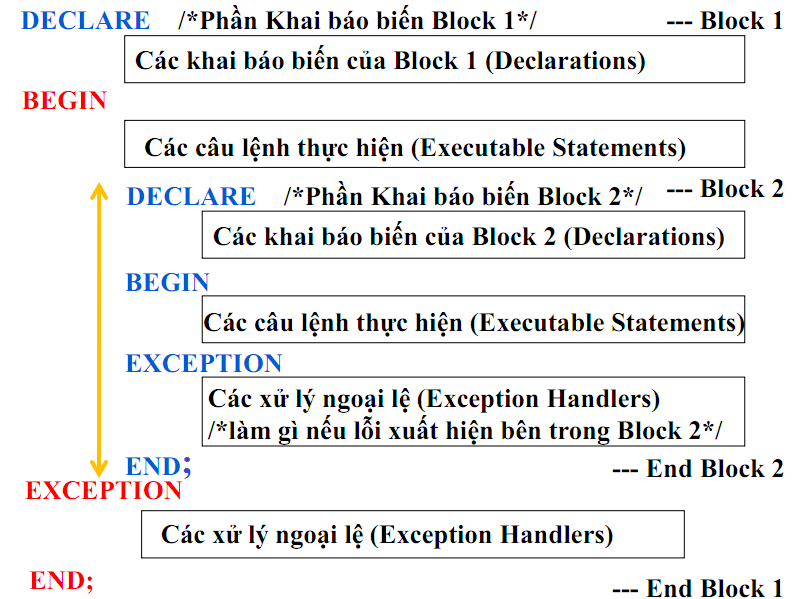 DECLARE /*Phần Khai báo biến Block 1*/ --- Block 1
Các khai báo biến của Block 1 (Declarations)
BEGIN
Các câu lệnh thực hiện (Executable Statements)
DECLARE /*Phần Khai báo biến Block 2*/ --- Block 2
Các khai báo biến của Block 2 (Declarations)
BEGIN
Các câu lệnh thực hiện (Executable Statements)
EXCEPTION
Các xử lý ngoại lệ (Exception Handlers)
/*làm gì nếu lỗi xuất hiện bên trong Block 2*/
END; --- End Block 2
EXCEPTION
Các xử lý ngoại lệ (Exception Handlers)
END; --- End Block 1